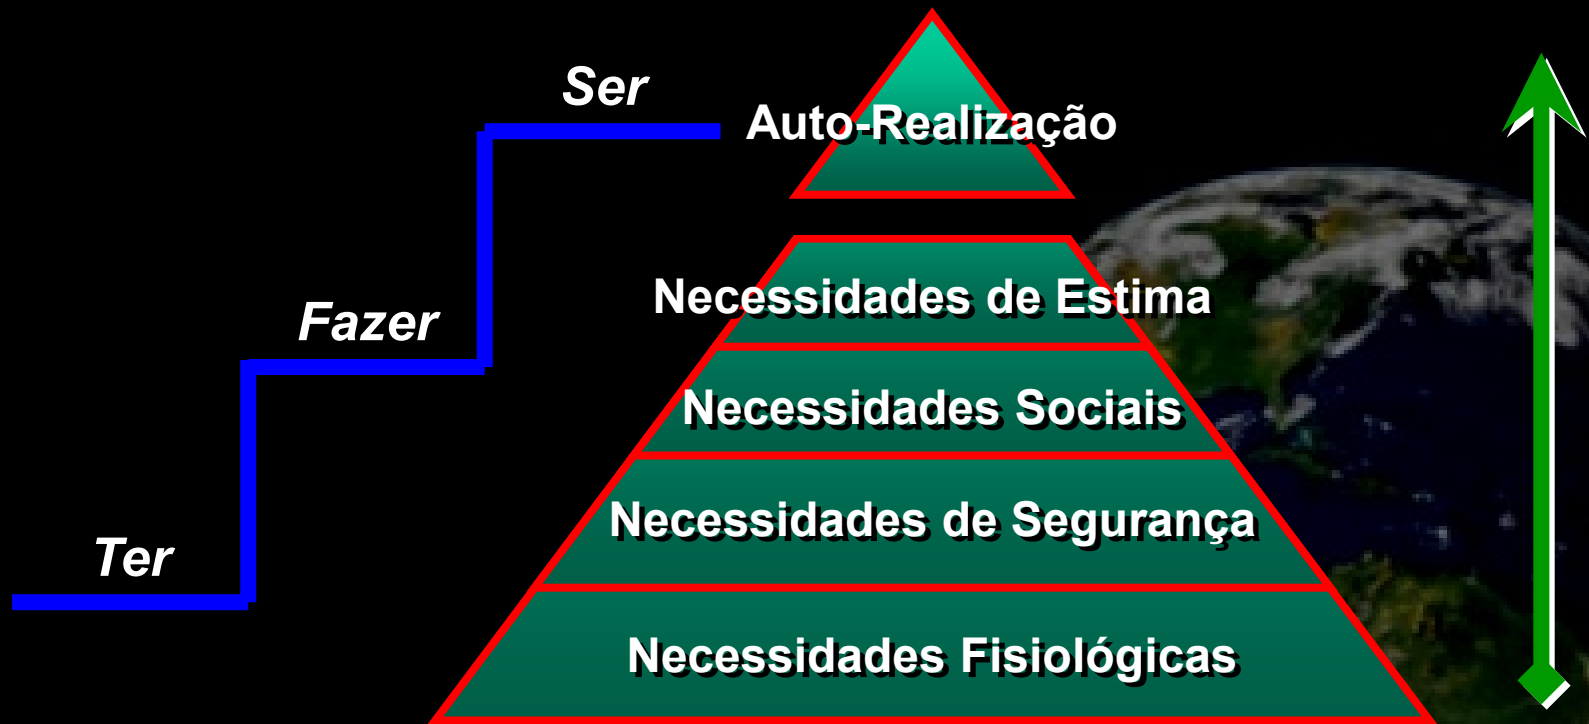 Ser
Auto-Realização
Necessidades de Estima
Fazer
Necessidades Sociais
Necessidades de Segurança
Ter
Necessidades Fisiológicas